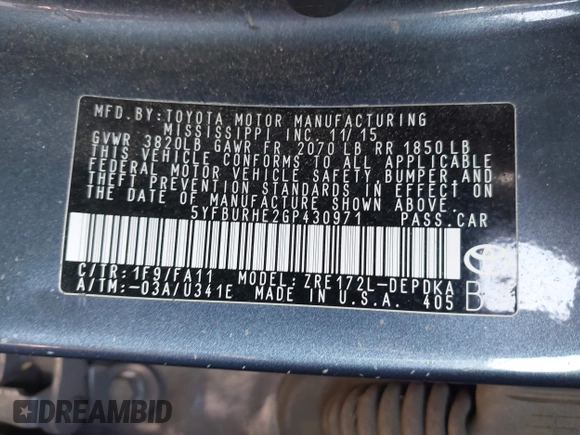 MFD.BY:TOYOTA MOTOR MANUFACTURING
MISSISSIPPI INC.11/15
GVWR 3820LB GAWR FR 2070 LB RR 1850LB
THIS VEHICLE CONFORMS TO ALL APPLICABLE
FEDERAL MOTOR VEHICLE SAFETY,BUMPER AND
THEFT PREVENTION STANDARDS IN EFFECT ON
THE DATE OF MANUFACTURE SHOWN ABOVE.
5YFBURHE2GP430971 PASS.CAR
C/TR:1F9/FA11 MODEL:ZRE172L-DEPDKA
A/TM:-03A/U341E MADE IN U.S.A. 405
DREAMBID